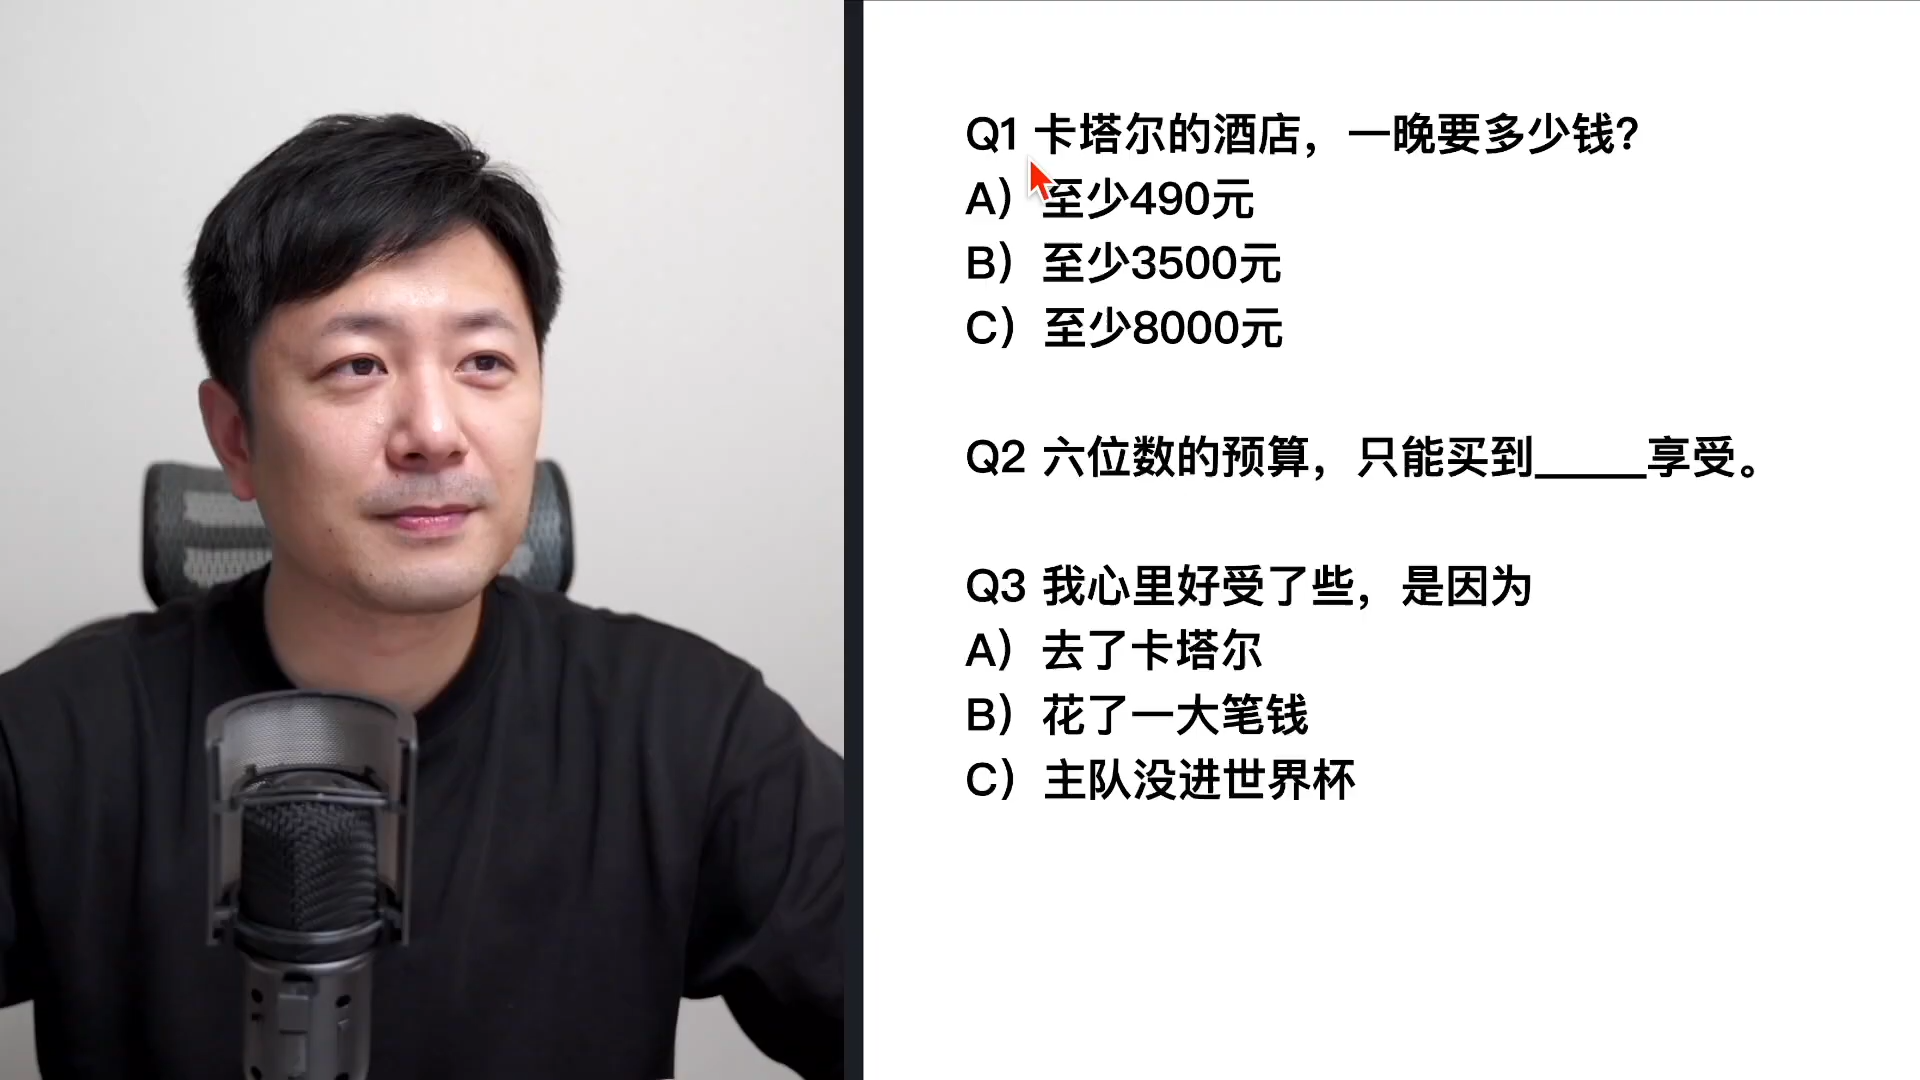 Q1 卡塔尔的酒店，一晚要多少钱？
A）至少490元
B）至少3500元
C）至少8000元
Q2 六位数的预算，只能买到_____享受。
Q3 我心里好受了些，是因为
A）去了卡塔尔
B）花了一大笔钱
C）主队没进世界杯